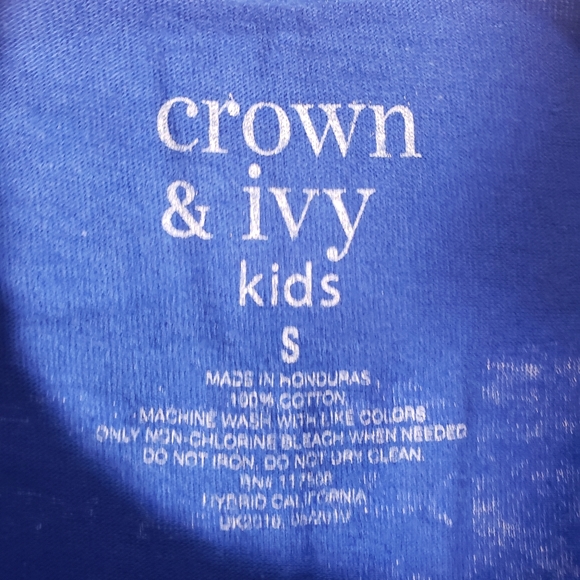 crown
& ivy
kids
S
MADE IN HONDURAS
100% COTTON
MACHINE WASH WITH LIKE COLORS
ONLY NON-CHLORINE BLEACH WHEN NEEDED
DO NOT IRON. DO NOT DRY CLEAN.
RN#
HYBRID CALIFORNIA